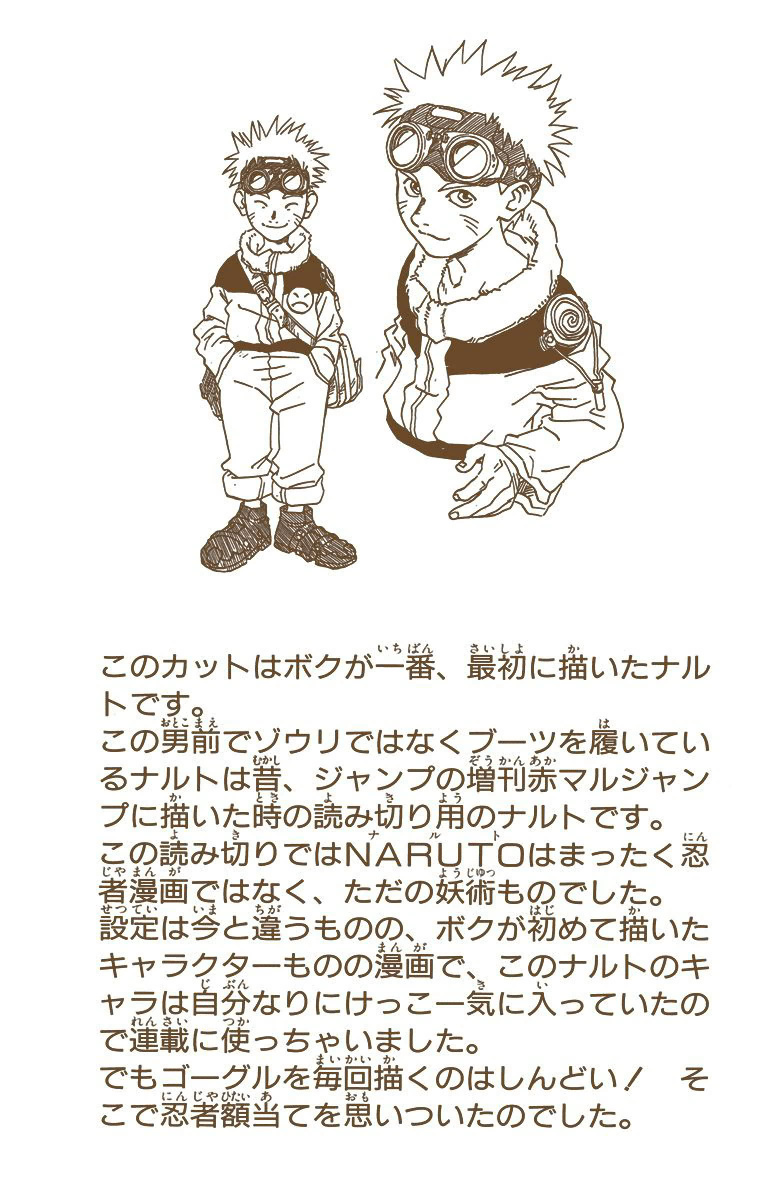 このカットはボクが一番、最初に描いたナル
トです。
この男前でゾウリではなくブーツを履いてい
るナルトは昔、ジャンプの増刊赤マルジャン
プに描いた時の読み切り用のナルトです。
この読み切りではNARUTOはまったく忍
者漫画ではなく、ただの妖術ものでした。
設定は今と違うものの、ボクが初めて描いた
キャラクターものの漫画で、このナルトのキ
ャラは自分なりにけっこー気に入っていたの
で連載に使っちゃいました。
でもゴーグルを毎回描くのはしんどい！　そ
こで忍者額当てを思いついたのでした。